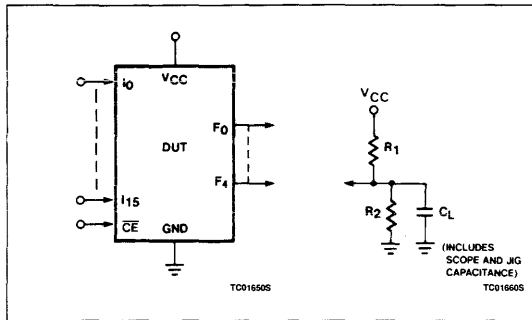 VCC
I0
F0
DUT
F4
I15
CE
GND
TC01650S
VCC
R1
R2
CL
(INCLUDES
SCOPE AND JIG
CAPACITANCE)
TC01660S